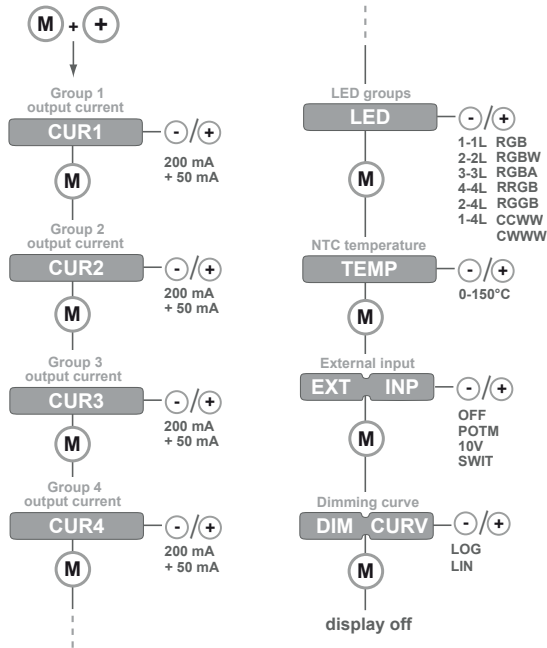 M + +
Group 1
output current
CUR1
- / +
200 mA
+ 50 mA
M
Group 2
output current
CUR2
- / +
200 mA
+ 50 mA
M
Group 3
output current
CUR3
- / +
200 mA
+ 50 mA
M
Group 4
output current
CUR4
- / +
200 mA
+ 50 mA
M
LED groups
LED
- / +
1-1L RGB
2-2L RGBW
3-3L RGBA
4-4L RRGB
2-4L RGGB
1-4L CCWW
CWWW
M
NTC temperature
TEMP
- / +
0-150°C
M
External input
EXT INP
- / +
OFF
POTM
10V
SWIT
M
Dimming curve
DIM CURV
- / +
LOG
LIN
M
display off